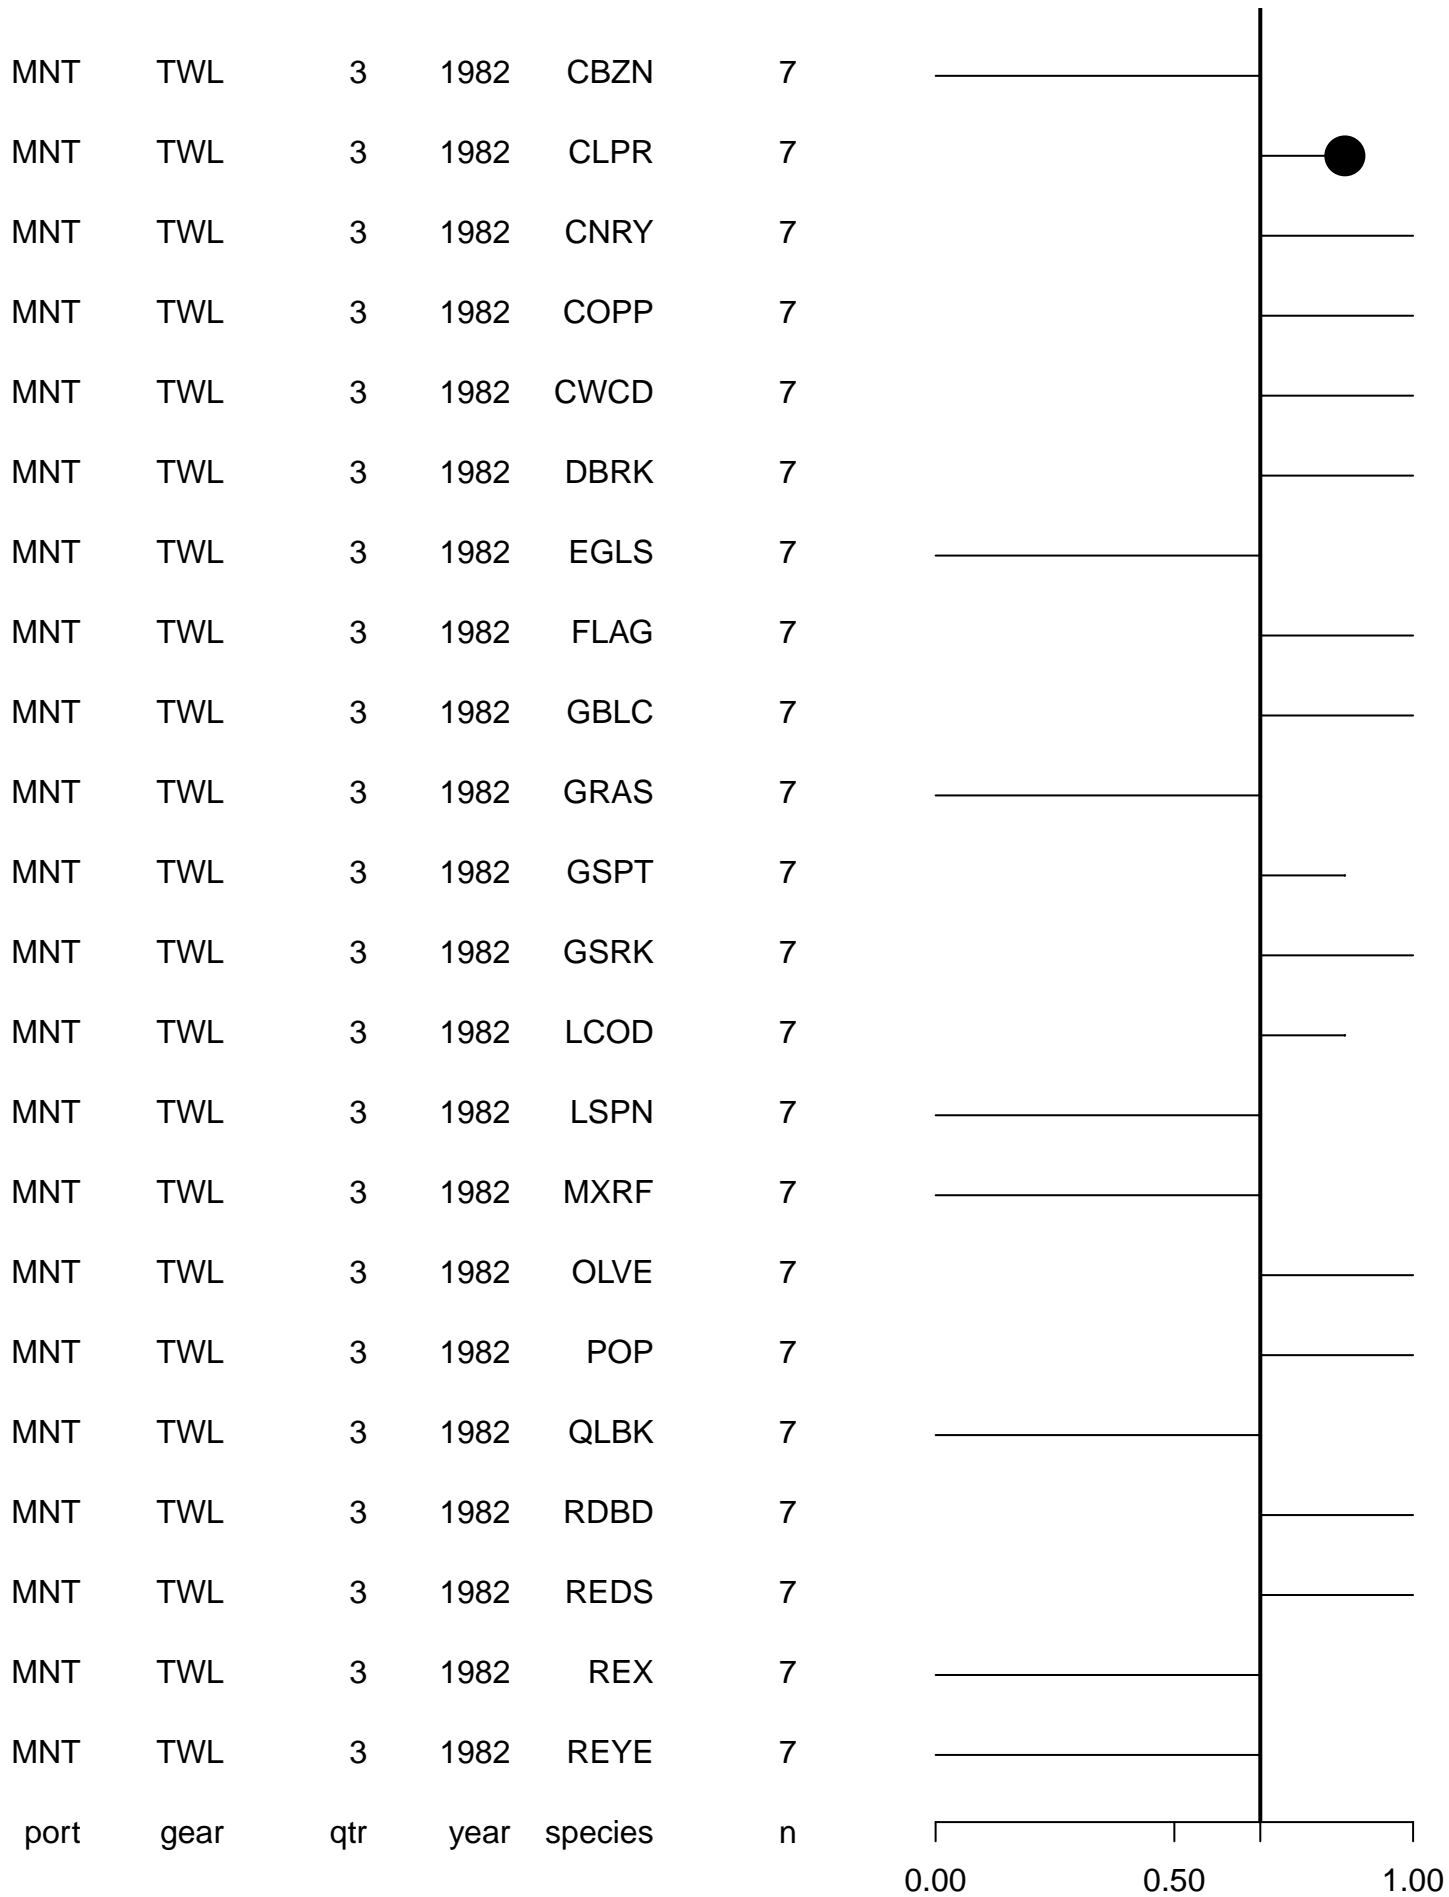 MNT TWL 3 1982 CBZN 7
MNT TWL 3 1982 CLPR 7
MNT TWL 3 1982 CNRY 7
MNT TWL 3 1982 COPP 7
MNT TWL 3 1982 CWCD 7
MNT TWL 3 1982 DBRK 7
MNT TWL 3 1982 EGLS 7
MNT TWL 3 1982 FLAG 7
MNT TWL 3 1982 GBLC 7
MNT TWL 3 1982 GRAS 7
MNT TWL 3 1982 GSPT 7
MNT TWL 3 1982 GSRK 7
MNT TWL 3 1982 LCOD 7
MNT TWL 3 1982 LSPN 7
MNT TWL 3 1982 MXRF 7
MNT TWL 3 1982 OLVE 7
MNT TWL 3 1982 POP 7
MNT TWL 3 1982 QLBK 7
MNT TWL 3 1982 RDBD 7
MNT TWL 3 1982 REDS 7
MNT TWL 3 1982 REX 7
MNT TWL 3 1982 REYE 7
port gear qtr year species n
0.00 0.50 1.00